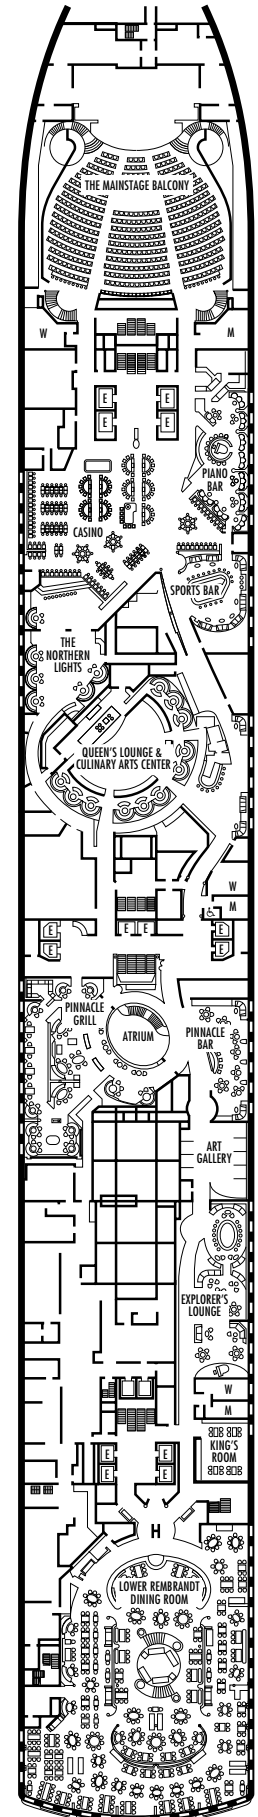 THE MAINSTAGE BALCONY
W
M
E
E
E
E
PIANO
BAR
CASINO
SPORTS BAR
THE
NORTHERN
LIGHTS
QUEEN'S LOUNGE &
CULINARY ARTS CENTER
W
M
E
E
E
E
E
E
PINNACLE
GRILL
ATRIUM
PINNACLE
BAR
ART
GALLERY
EXPLORER'S
LOUNGE
W
M
KING'S
ROOM
E
E
E
E
H
LOWER REMBRANDT
DINING ROOM